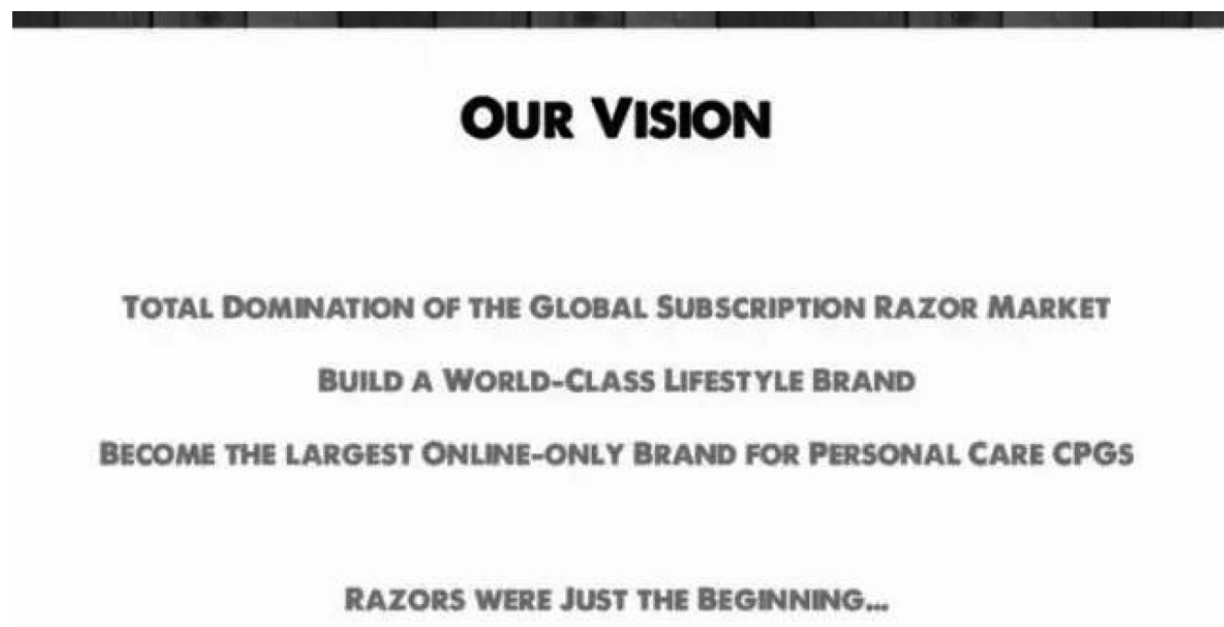 Our Vision
Total Domination of the Global Subscription Razor Market
Build a World-Class Lifestyle Brand
Become the largest Online-only Brand for Personal Care CPGs
Razors were Just the Beginning...